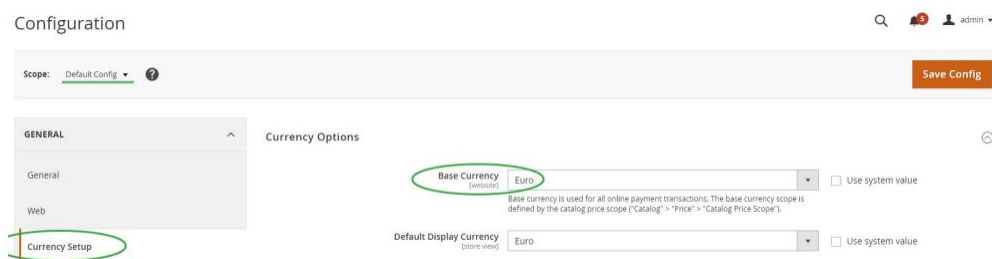 Configuration
5
admin
Scope: Default Config
?
Save Config
GENERAL
Currency Options
General
Base Currency
[website]
Euro
Use system value
Base currency is used for all online payment transactions. The base currency scope is
defined by the catalog price scope ("Catalog" > "Price" > "Catalog Price Scope").
Web
Default Display Currency
[store view]
Euro
Use system value
Currency Setup